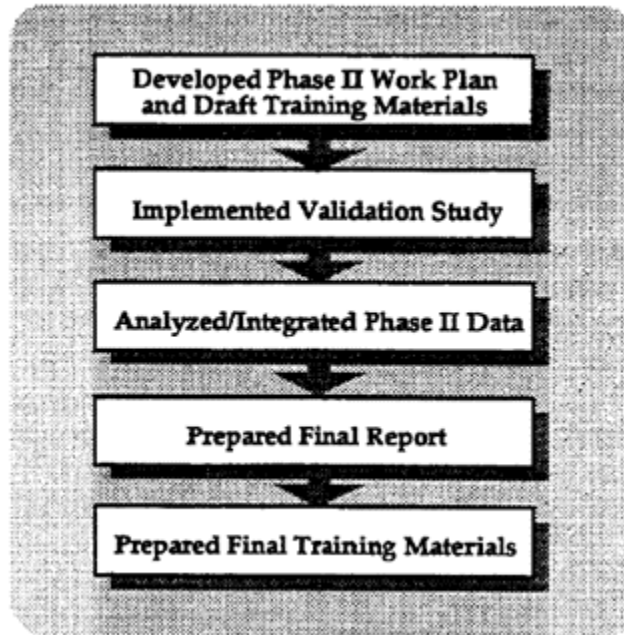 Developed Phase II Work Plan
and Draft Training Materials
Implemented Validation Study
Analyzed/Integrated Phase II Data
Prepared Final Report
Prepared Final Training Materials